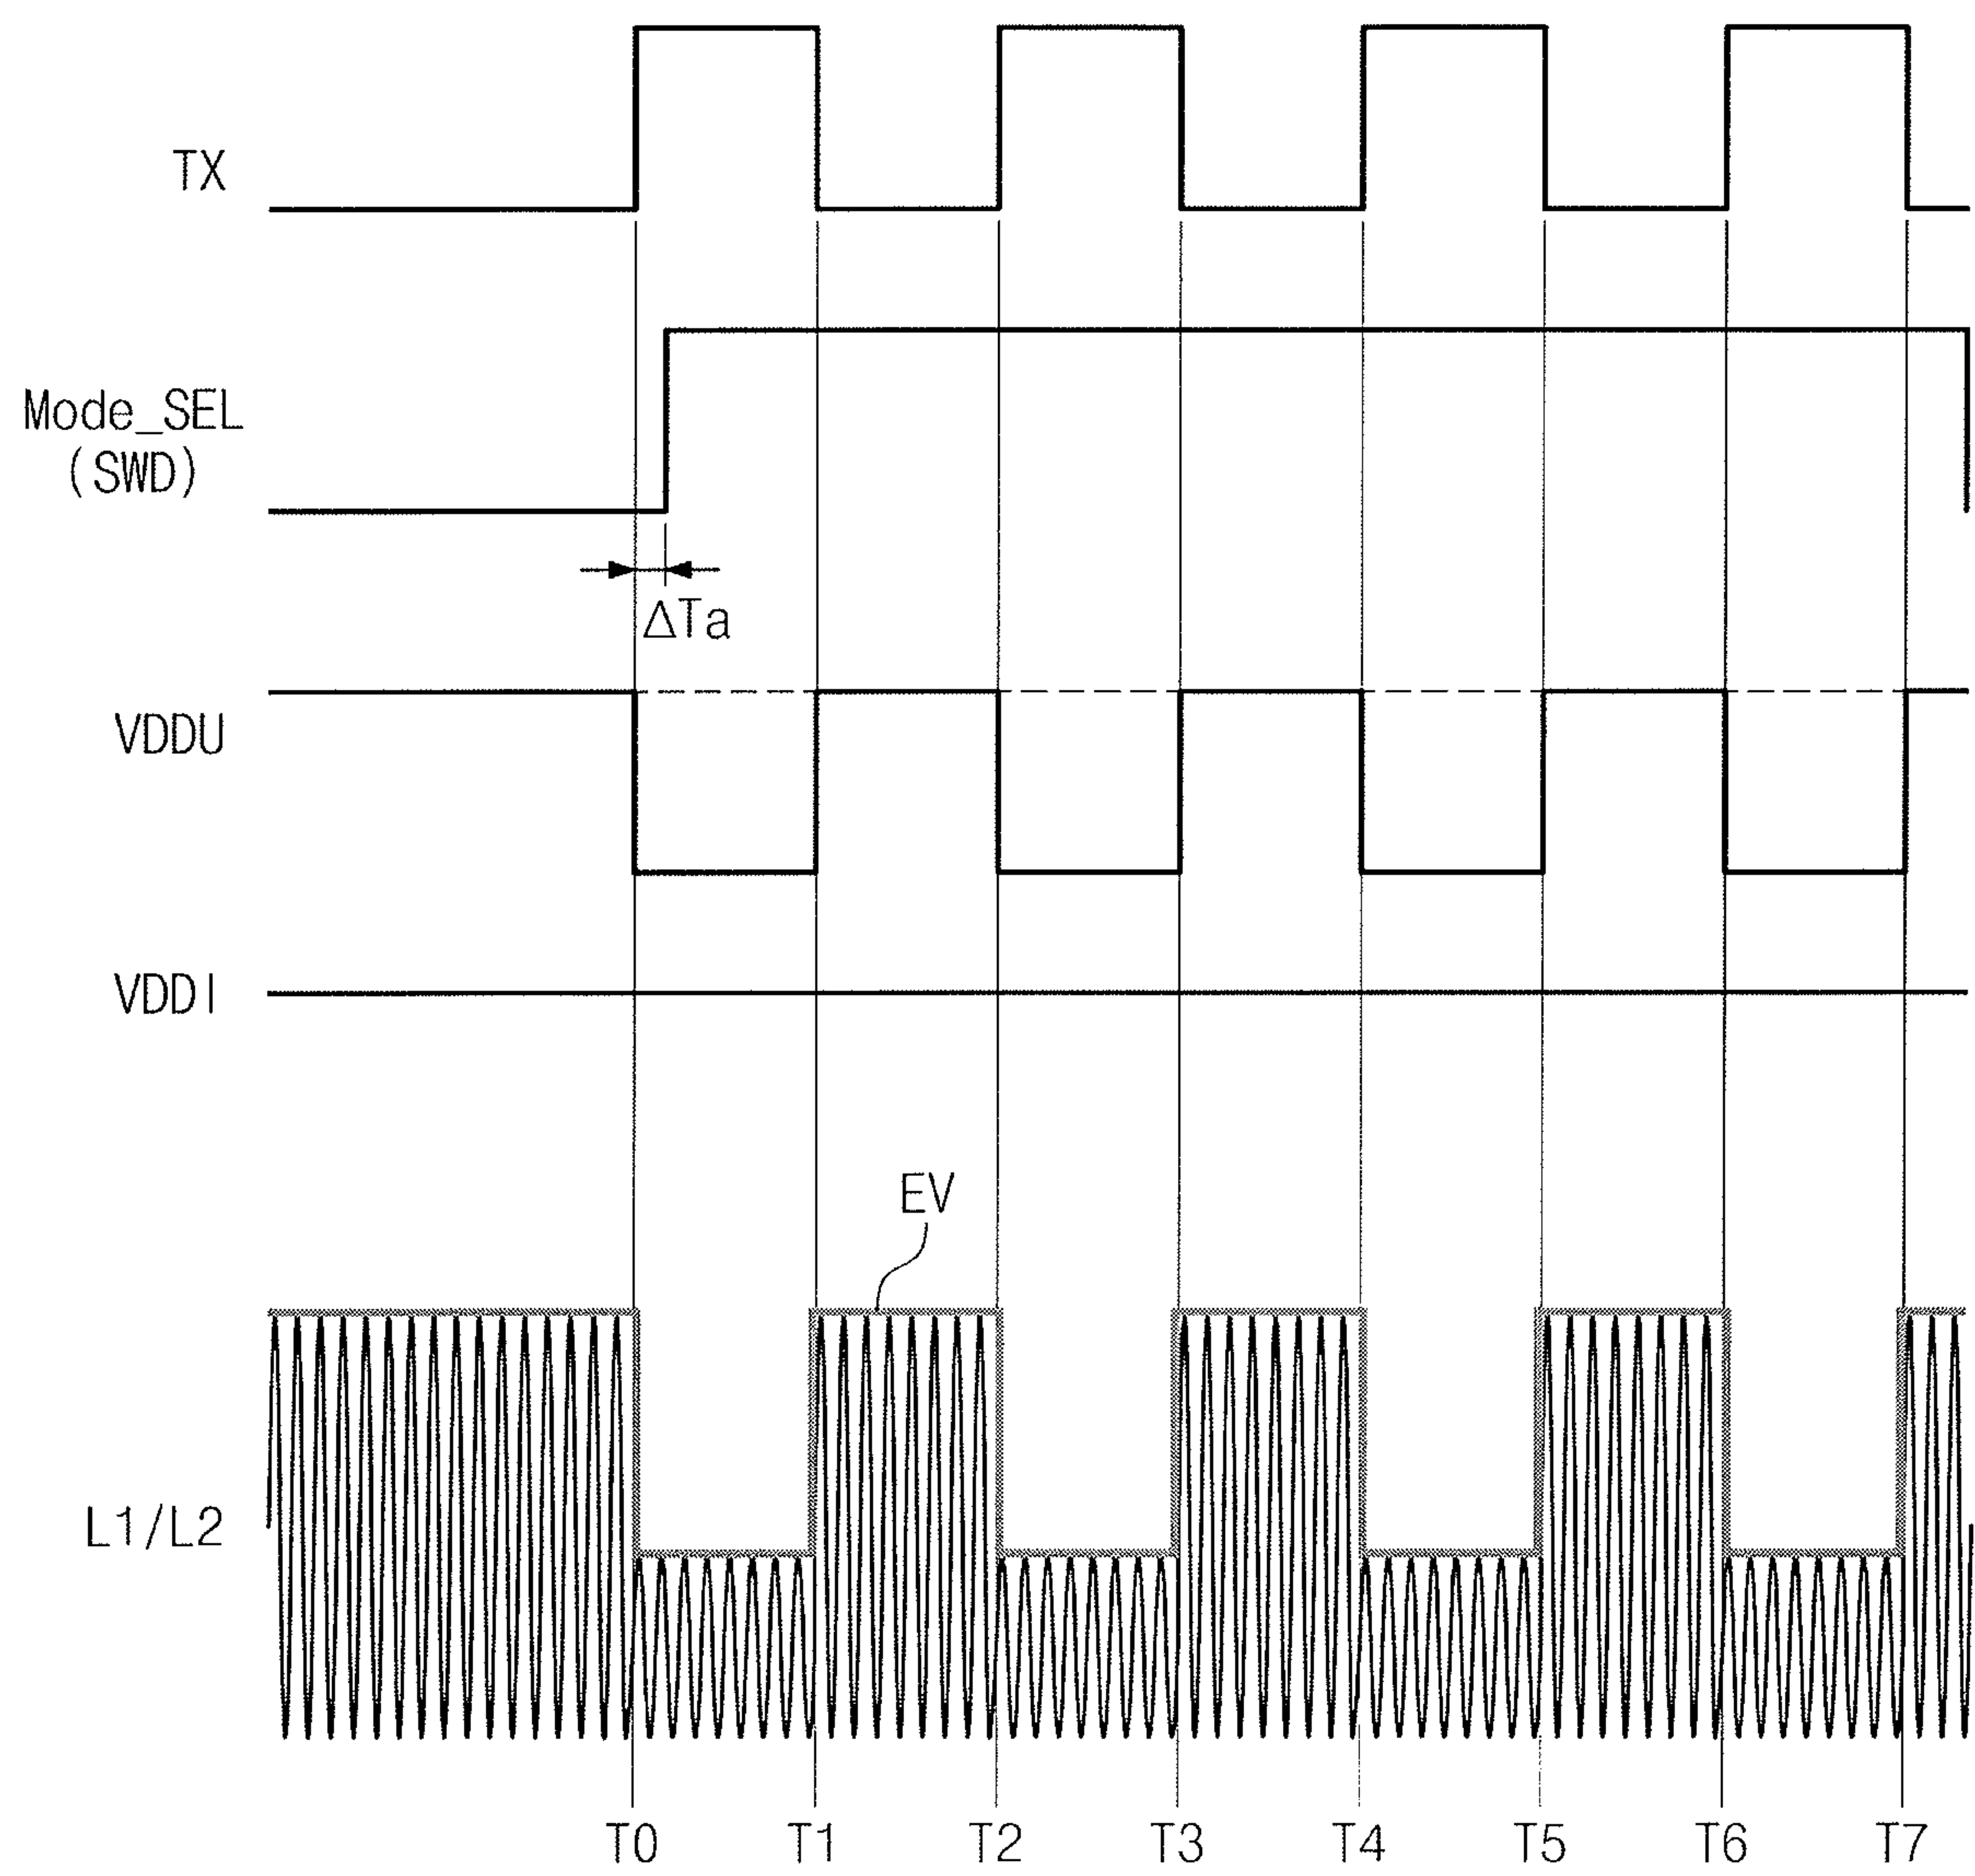 TX
Mode_SEL
(SWD)
ΔTa
VDDU
VDDI
EV
L1/L2
T0 T1 T2 T3 T4 T5 T6 T7